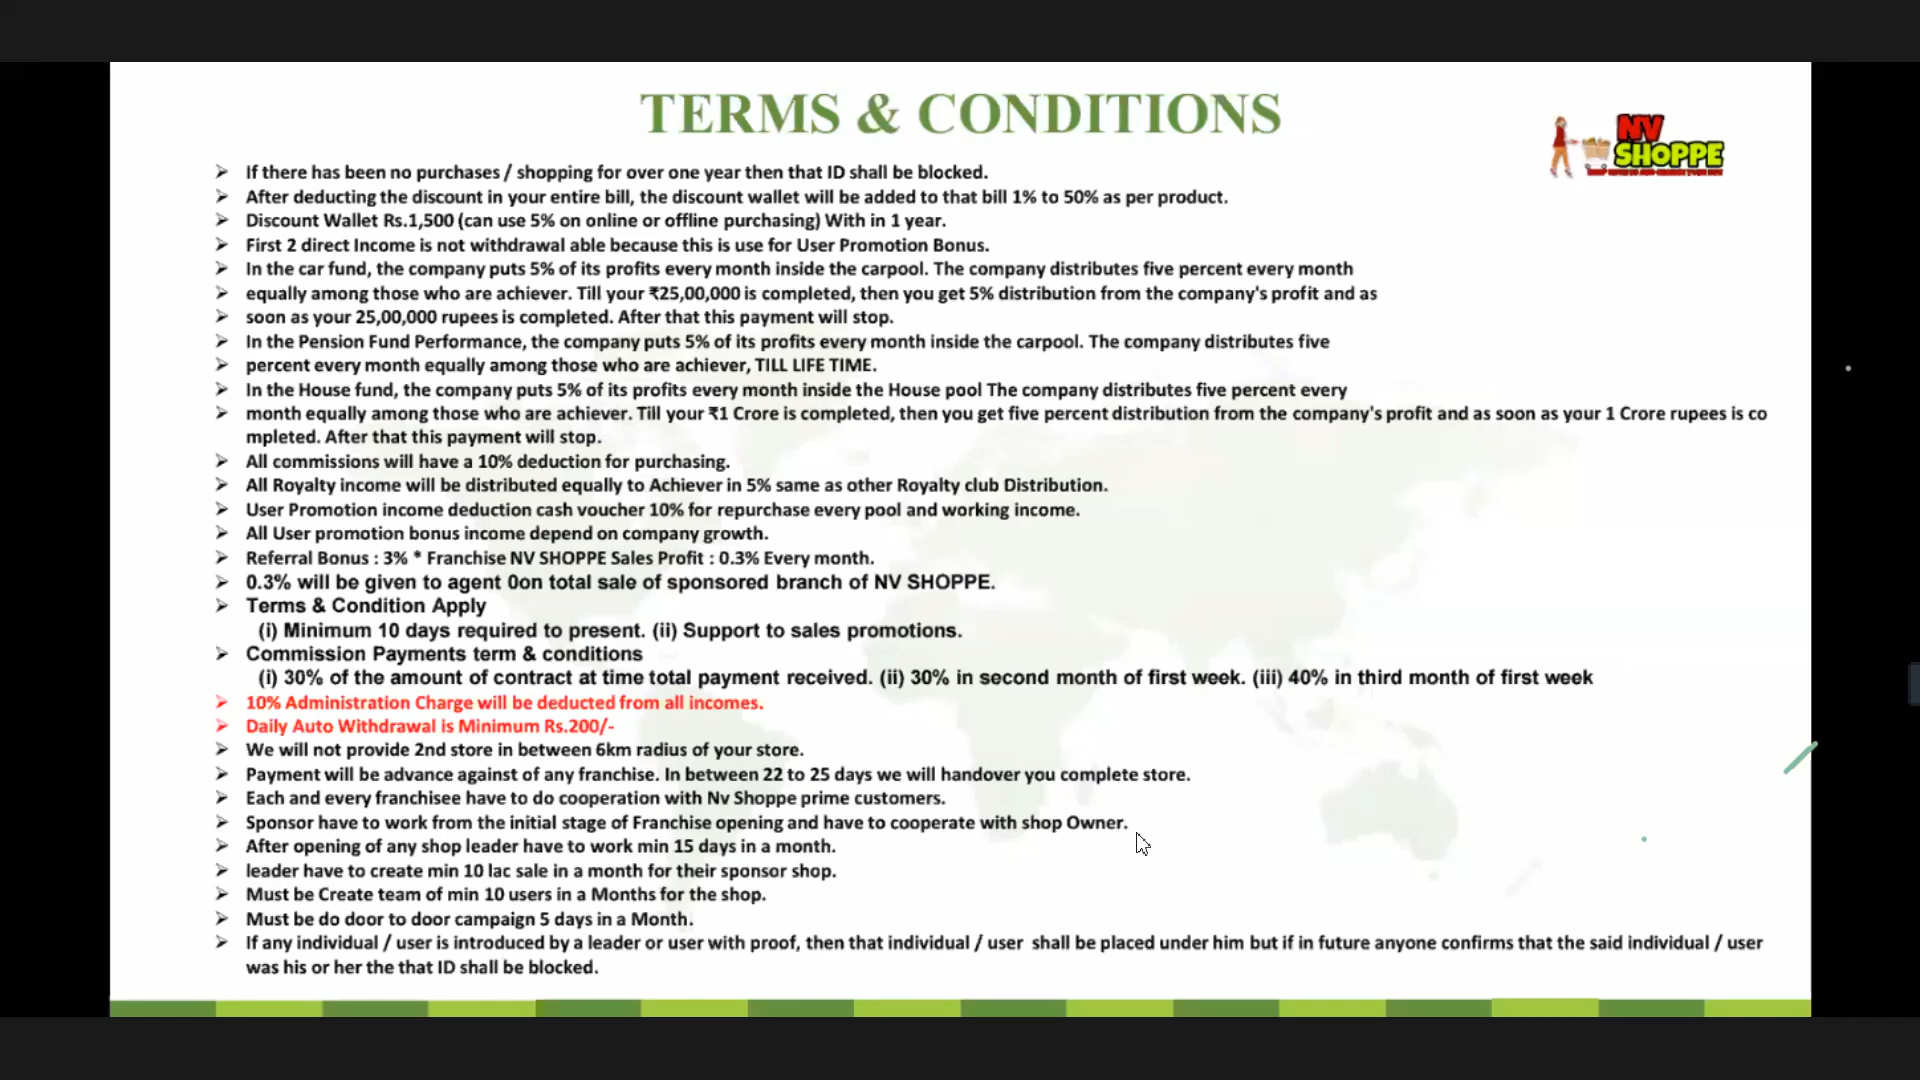 TERMS & CONDITIONS
NV
SHOPPE
➢ If there has been no purchases / shopping for over one year then that ID shall be blocked.
➢ After deducting the discount in your entire bill, the discount wallet will be added to that bill 1% to 50% as per product.
➢ Discount Wallet Rs.1,500 (can use 5% on online or offline purchasing) With in 1 year.
➢ First 2 direct Income is not withdrawal able because this is use for User Promotion Bonus.
➢ In the car fund, the company puts 5% of its profits every month inside the carpool. The company distributes five percent every month
➢ equally among those who are achiever. Till your ₹25,00,000 is completed, then you get 5% distribution from the company's profit and as
➢ soon as your 25,00,000 rupees is completed. After that this payment will stop.
➢ In the Pension Fund Performance, the company puts 5% of its profits every month inside the carpool. The company distributes five
➢ percent every month equally among those who are achiever, TILL LIFE TIME.
➢ In the House fund, the company puts 5% of its profits every month inside the House pool The company distributes five percent every
➢ month equally among those who are achiever. Till your ₹1 Crore is completed, then you get five percent distribution from the company's profit and as soon as your 1 Crore rupees is co
mpleted. After that this payment will stop.
➢ All commissions will have a 10% deduction for purchasing.
➢ All Royalty income will be distributed equally to Achiever in 5% same as other Royalty club Distribution.
➢ User Promotion income deduction cash voucher 10% for repurchase every pool and working income.
➢ All User promotion bonus income depend on company growth.
➢ Referral Bonus : 3% * Franchise NV SHOPPE Sales Profit : 0.3% Every month.
➢ 0.3% will be given to agent 0on total sale of sponsored branch of NV SHOPPE.
➢ Terms & Condition Apply
(i) Minimum 10 days required to present. (ii) Support to sales promotions.
➢ Commission Payments term & conditions
(i) 30% of the amount of contract at time total payment received. (ii) 30% in second month of first week. (iii) 40% in third month of first week
➢ 10% Administration Charge will be deducted from all incomes.
➢ Daily Auto Withdrawal is Minimum Rs.200/-
➢ We will not provide 2nd store in between 6km radius of your store.
➢ Payment will be advance against of any franchise. In between 22 to 25 days we will handover you complete store.
➢ Each and every franchisee have to do cooperation with Nv Shoppe prime customers.
➢ Sponsor have to work from the initial stage of Franchise opening and have to cooperate with shop Owner.
➢ After opening of any shop leader have to work min 15 days in a month.
➢ leader have to create min 10 lac sale in a month for their sponsor shop.
➢ Must be Create team of min 10 users in a Months for the shop.
➢ Must be do door to door campaign 5 days in a Month.
➢ If any individual / user is introduced by a leader or user with proof, then that individual / user shall be placed under him but if in future anyone confirms that the said individual / user
was his or her the that ID shall be blocked.